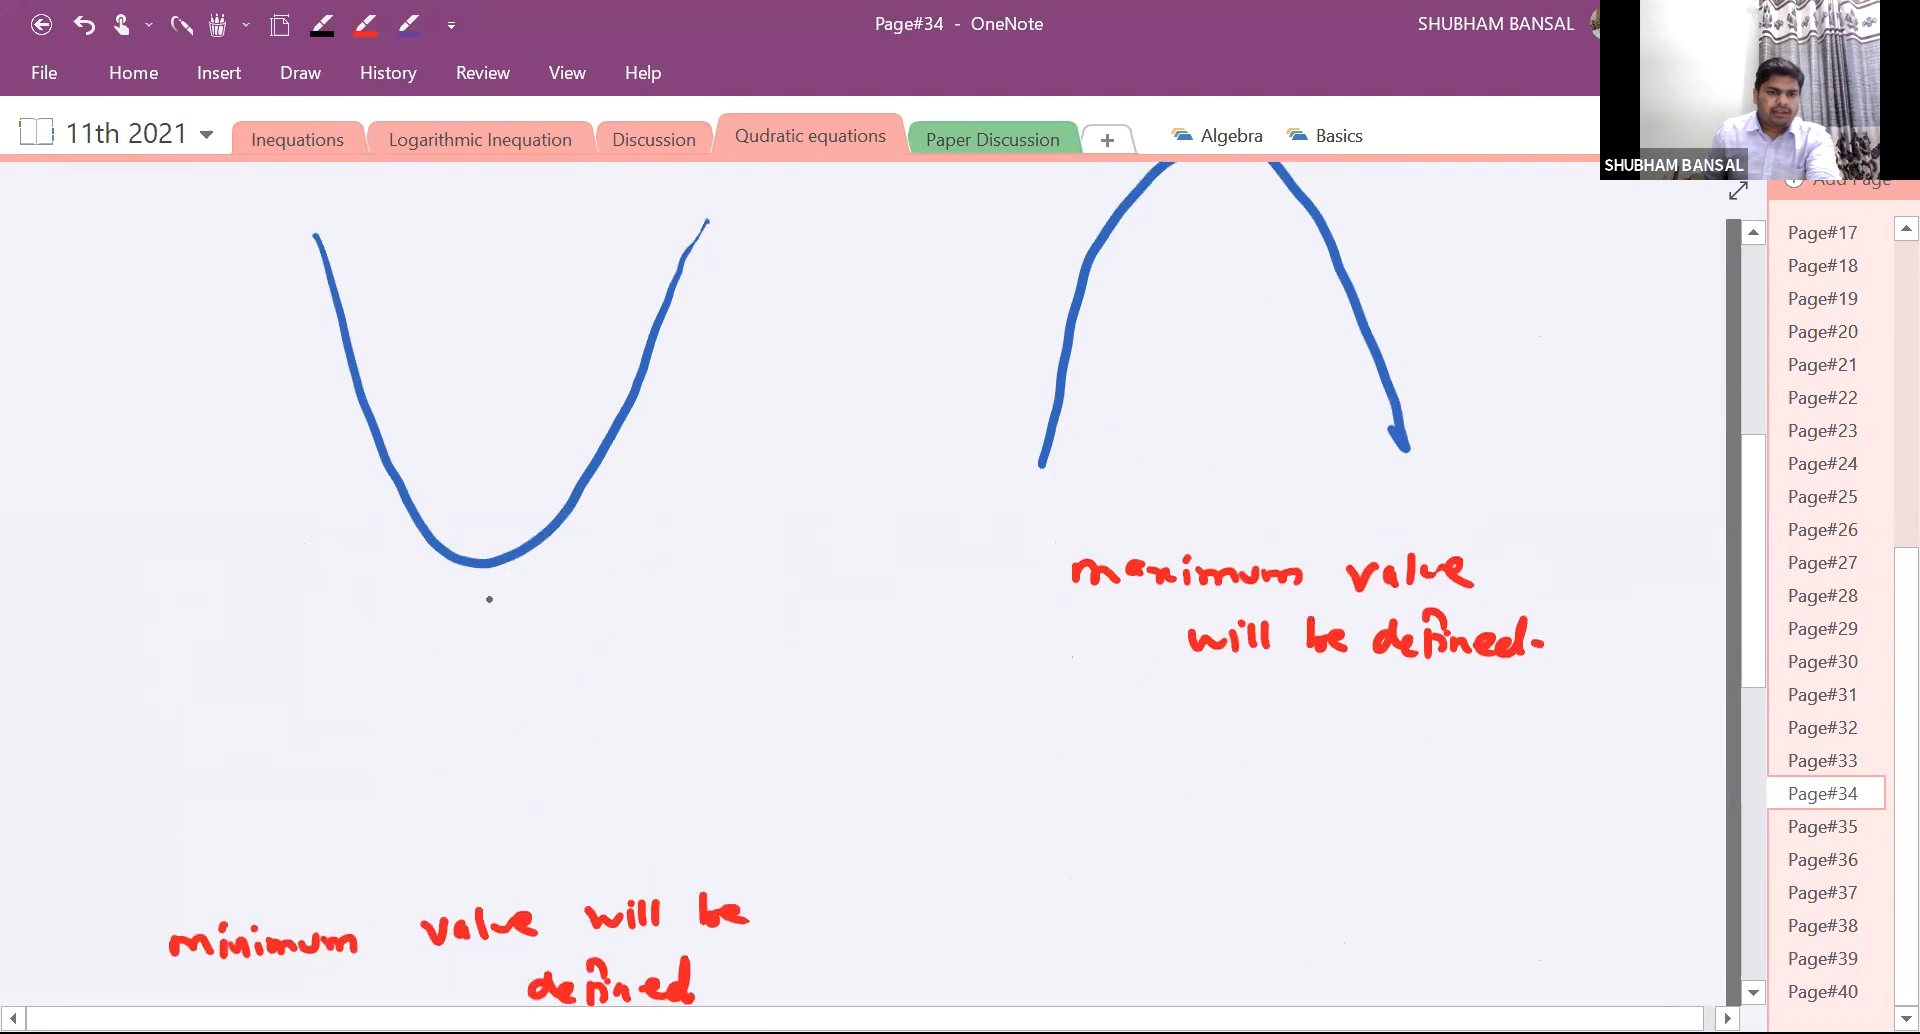 Page#34 - OneNote
SHUBHAM BANSAL
File Home Insert Draw History Review View Help
11th 2021
Inequations
Logarithmic Inequation
Discussion
Qudratic equations
Paper Discussion
Algebra
Basics
SHUBHAM BANSAL
Add Page
Page#17
Page#18
Page#19
Page#20
Page#21
Page#22
Page#23
Page#24
Page#25
Page#26
Page#27
Page#28
Page#29
Page#30
Page#31
Page#32
Page#33
Page#34
Page#35
Page#36
Page#37
Page#38
Page#39
Page#40
maximum value
will be defined.
minimum value will be
defined